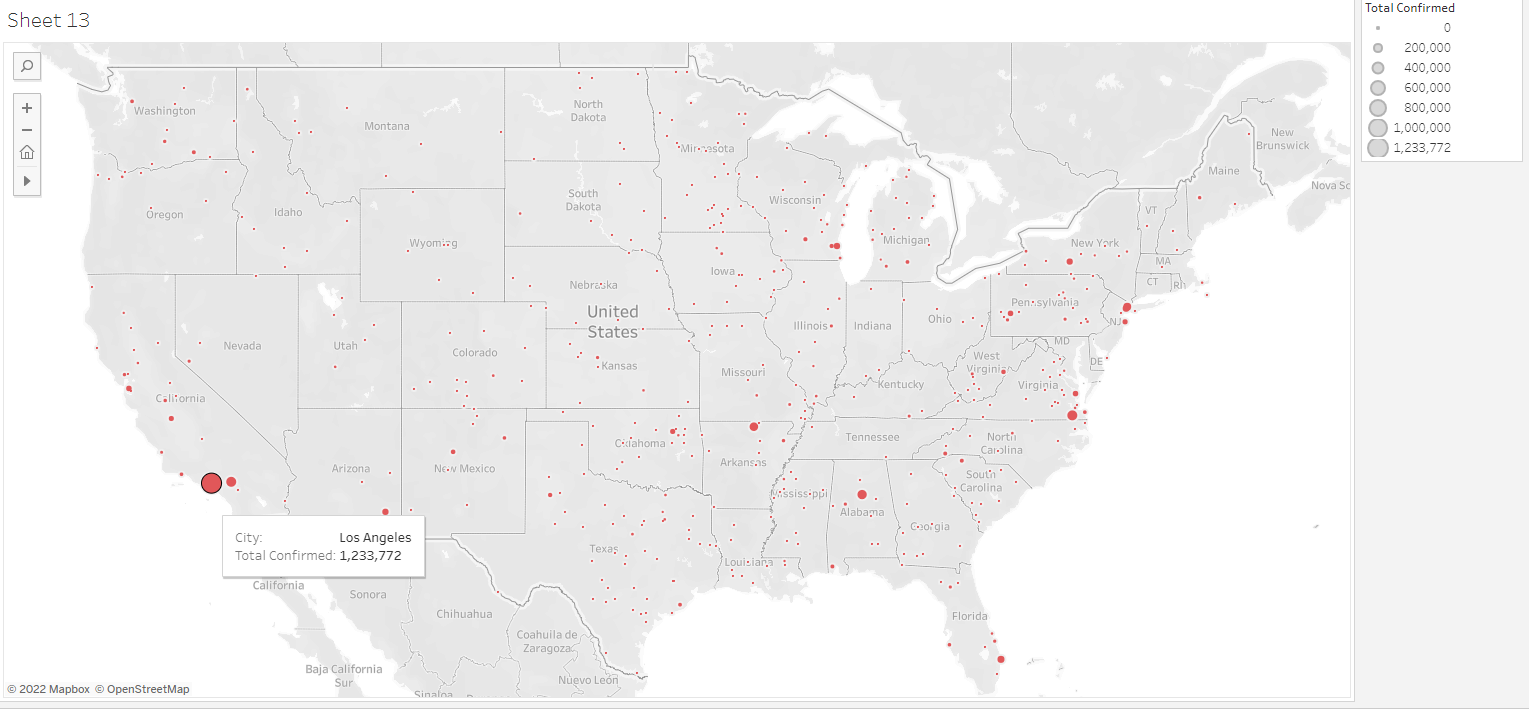 Sheet 13
Total Confirmed
0
200,000
400,000
600,000
800,000
1,000,000
1,233,772
Washington
Montana
North
Dakota
Minnesota
Oregon
Idaho
South
Dakota
Wisconsin
Michigan
Wyoming
New York
VT
Maine
New
Brunswick
Nova Sc
MA
CT
RI
Iowa
Nebraska
United
States
Illinois
Indiana
Ohio
Pennsylvania
NJ
Nevada
Utah
Colorado
Kansas
Missouri
West
Virginia
MD
DE
Kentucky
Virginia
California
Tennessee
North
Carolina
Arizona
New Mexico
Oklahoma
Arkansas
South
Carolina
Mississippi
Alabama
Georgia
City: Los Angeles
Total Confirmed: 1,233,772
Texas
Louisiana
California
Sonora
Chihuahua
Florida
Coahuila de
Zaragoza
Baja California
Sur
Sinaloa
Nuevo León
© 2022 Mapbox © OpenStreetMap